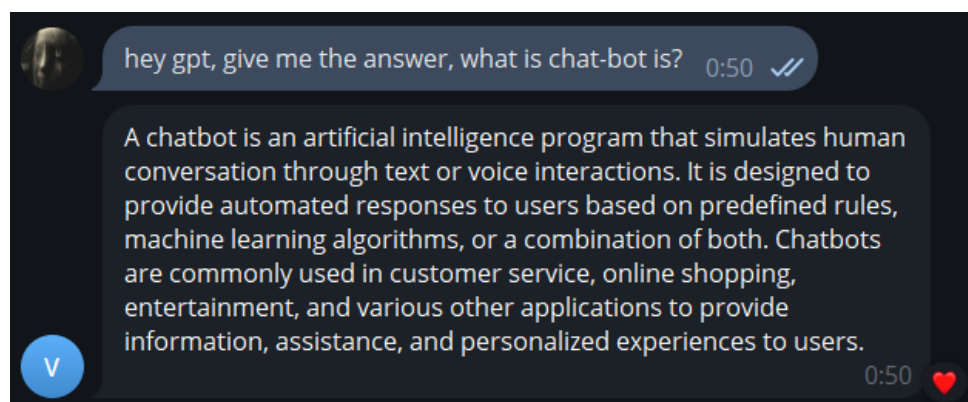 hey gpt, give me the answer, what is chat-bot is? 0:50
A chatbot is an artificial intelligence program that simulates human
conversation through text or voice interactions. It is designed to
provide automated responses to users based on predefined rules,
machine learning algorithms, or a combination of both. Chatbots
are commonly used in customer service, online shopping,
entertainment, and various other applications to provide
information, assistance, and personalized experiences to users.
V
0:50